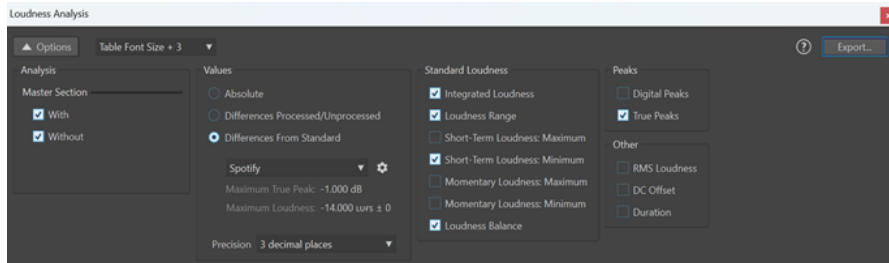 Loudness Analysis
Options
Table Font Size + 3
Export...
Analysis
Master Section
With
Without
Values
Absolute
Differences Processed/Unprocessed
Differences From Standard
Spotify
Maximum True Peak: -1.000 dB
Maximum Loudness: -14.000 LUFS ± 0
Precision 3 decimal places
Standard Loudness
Integrated Loudness
Loudness Range
Short-Term Loudness: Maximum
Short-Term Loudness: Minimum
Momentary Loudness: Maximum
Momentary Loudness: Minimum
Loudness Balance
Peaks
Digital Peaks
True Peaks
Other
RMS Loudness
DC Offset
Duration